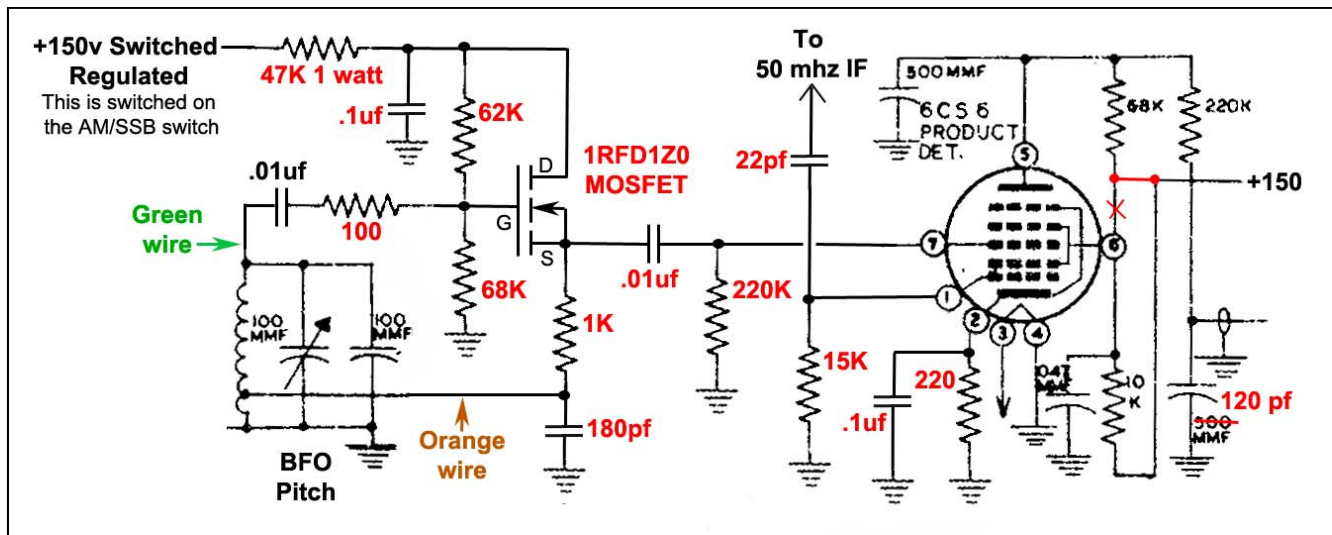 +150v Switched
Regulated
This is switched on
the AM/SSB switch
47K 1 watt
.1uf
62K
1RFD1Z0
MOSFET
D
G
S
.01uf
100
Green
wire
68K
100
MMF
100
MMF
BFO
Pitch
Orange
wire
1K
180pf
.01uf
220K
To
50 mhz IF
22pf
15K
500MMF
6CS6
PRODUCT
DET.
5
7
6
1
2
3
4
68K
220K
+150
.1uf
220
.047
MMF
10
K
120 pf
500
MMF